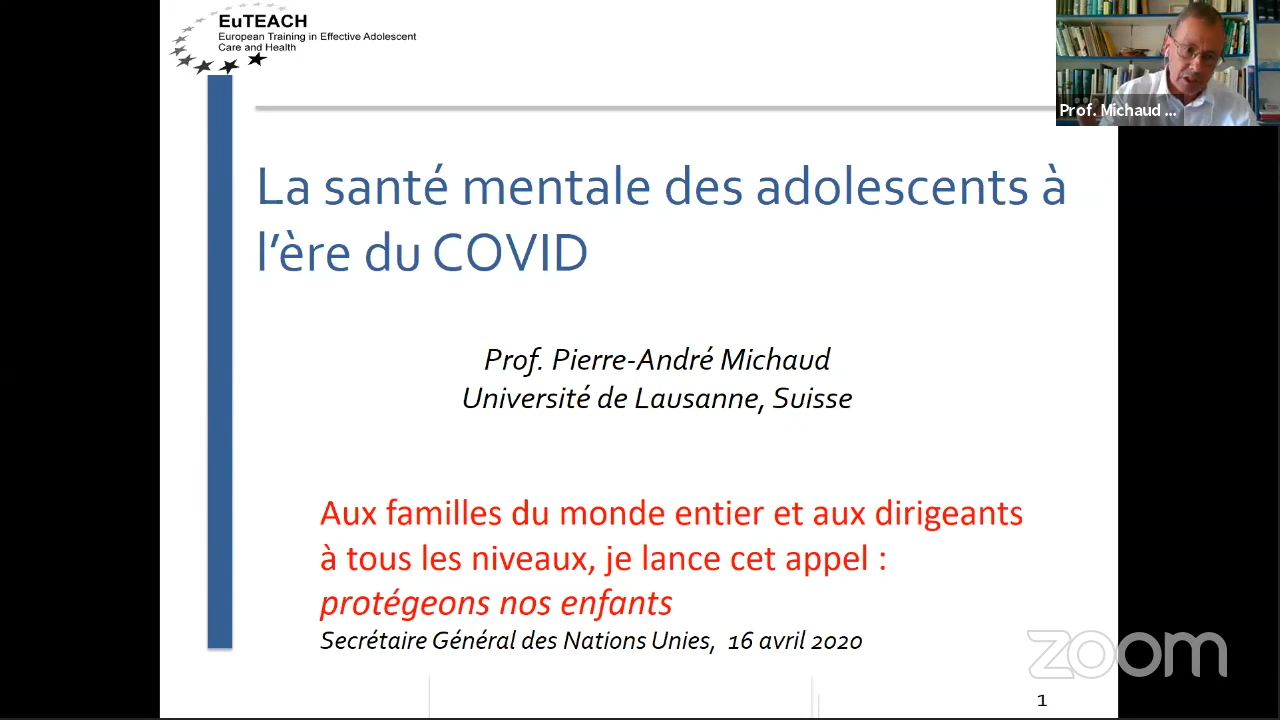 EuTEACH
European Training in Effective Adolescent
Care and Health
Prof. Michaud ...
La santé mentale des adolescents à
l’ère du COVID
Prof. Pierre-André Michaud
Université de Lausanne, Suisse
Aux familles du monde entier et aux dirigeants
à tous les niveaux, je lance cet appel :
protégeons nos enfants
Secrétaire Général des Nations Unies, 16 avril 2020
zoom
1